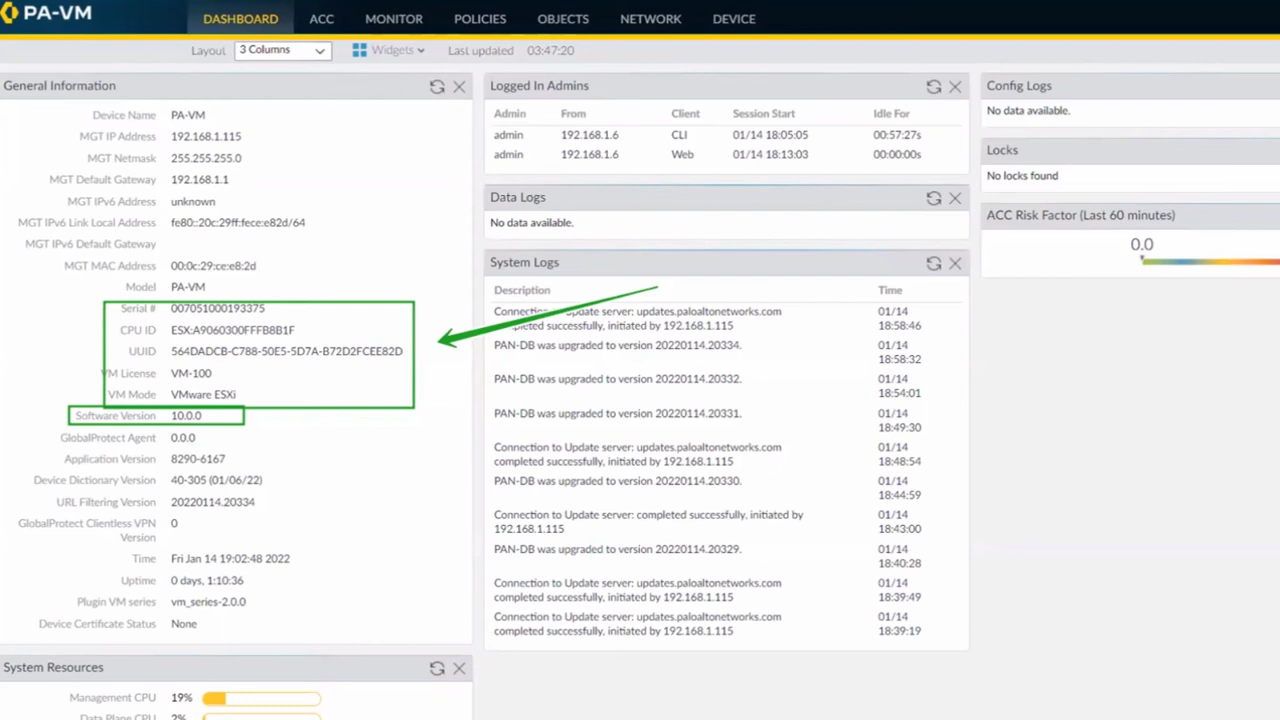 PA-VM
DASHBOARD ACC MONITOR POLICIES OBJECTS NETWORK DEVICE
Layout 3 Columns Widgets Last updated 03:47:20
General Information
Device Name PA-VM
MGT IP Address 192.168.1.115
MGT Netmask 255.255.255.0
MGT Default Gateway 192.168.1.1
MGT IPv6 Address unknown
MGT IPv6 Link Local Address fe80::20c:29ff:fece:e82d/64
MGT IPv6 Default Gateway
MGT MAC Address 00:0c:29:ce:e8:2d
Model PA-VM
Serial # 007051000193375
CPU ID ESX:A9060300FFFB8B1F
UUID 564DADCB-C788-50E5-5D7A-B72D2FCEE82D
VM License VM-100
VM Mode VMware ESXi
Software Version 10.0.0
GlobalProtect Agent 0.0.0
Application Version 8290-6167
Device Dictionary Version 40-305 (01/06/22)
URL Filtering Version 20220114.20334
GlobalProtect Clientless VPN 0
Version
Time Fri Jan 14 19:02:48 2022
Uptime 0 days, 1:10:36
Plugin VM series vm_series-2.0.0
Device Certificate Status None
System Resources
Management CPU 19%
Data Plane CPU 2%
Logged In Admins
Admin From Client Session Start Idle For
admin 192.168.1.6 CLI 01/14 18:05:05 00:57:27s
admin 192.168.1.6 Web 01/14 18:13:03 00:00:00s
Data Logs
No data available.
System Logs
Description Time
Connection to Update server: updates.paloaltonetworks.com 01/14
completed successfully, initiated by 192.168.1.115 18:58:46
PAN-DB was upgraded to version 20220114.20334. 01/14
18:58:32
PAN-DB was upgraded to version 20220114.20332. 01/14
18:54:01
PAN-DB was upgraded to version 20220114.20331. 01/14
18:49:30
Connection to Update server: updates.paloaltonetworks.com 01/14
completed successfully, initiated by 192.168.1.115 18:48:54
PAN-DB was upgraded to version 20220114.20330. 01/14
18:44:59
Connection to Update server: completed successfully, initiated by 01/14
192.168.1.115 18:43:00
PAN-DB was upgraded to version 20220114.20329. 01/14
18:40:28
Connection to Update server: updates.paloaltonetworks.com 01/14
completed successfully, initiated by 192.168.1.115 18:39:49
Connection to Update server: updates.paloaltonetworks.com 01/14
completed successfully, initiated by 192.168.1.115 18:39:19
Config Logs
No data available.
Locks
No locks found
ACC Risk Factor (Last 60 minutes)
0.0